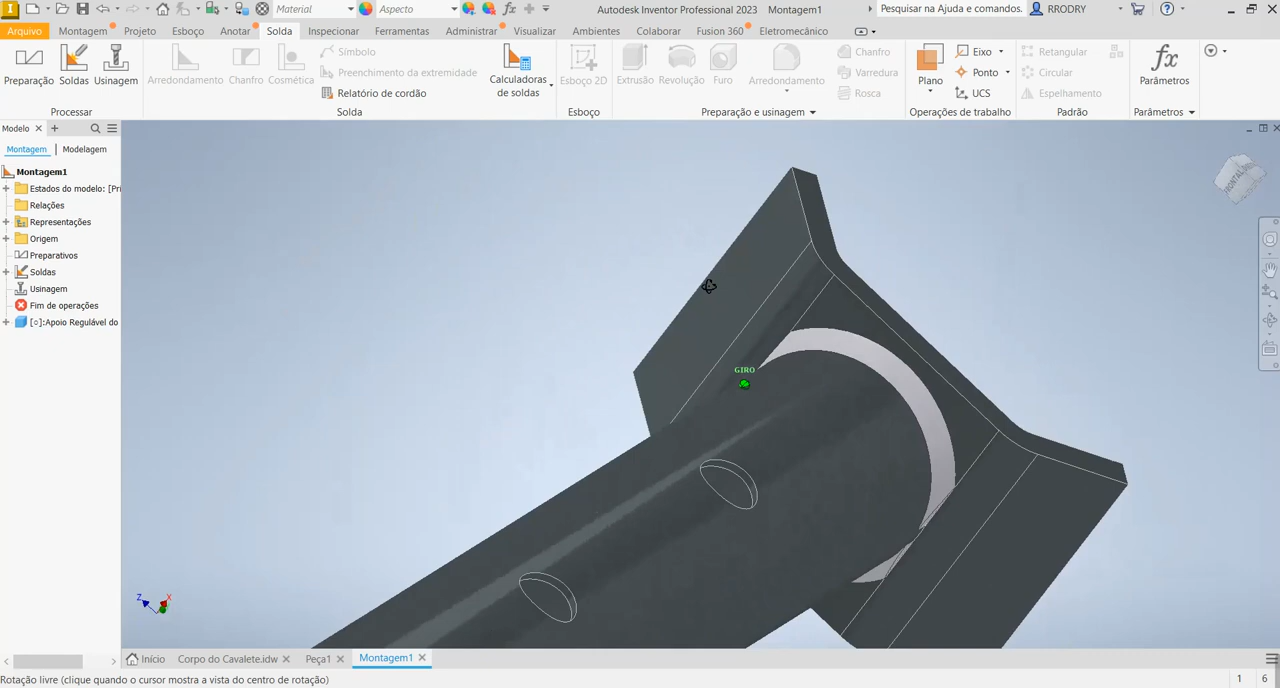 Material
Aspecto
Autodesk Inventor Professional 2023 Montagem1
Pesquisar na Ajuda e comandos.
RRODRY
Arquivo Montagem Projeto Esboço Anotar Solda Inspecionar Ferramentas Administrar Visualizar Ambientes Colaborar Fusion 360 Eletromecânico
Preparação Soldas Usinagem
Arredondamento Chanfro Cosmética
Símbolo
Preenchimento da extremidade
Relatório de cordão
Calculadoras
de soldas
Esboço 2D
Extrusão Revolução Furo Arredondamento
Chanfro
Varredura
Rosca
Plano
Eixo
Ponto
UCS
Retangular
Circular
Espelhamento
fx
Parâmetros
Processar Solda Esboço Preparação e usinagem Operações de trabalho Padrão Parâmetros
Modelo
Montagem Modelagem
Montagem1
Estados do modelo: [Pri
Relações
Representações
Origem
Preparativos
Soldas
Usinagem
Fim de operações
[○]:Apoio Regulável do
GIRO
Z X
Início Corpo do Cavalete.idw Peça1 Montagem1
Rotação livre (clique quando o cursor mostra a vista do centro de rotação)
1 6